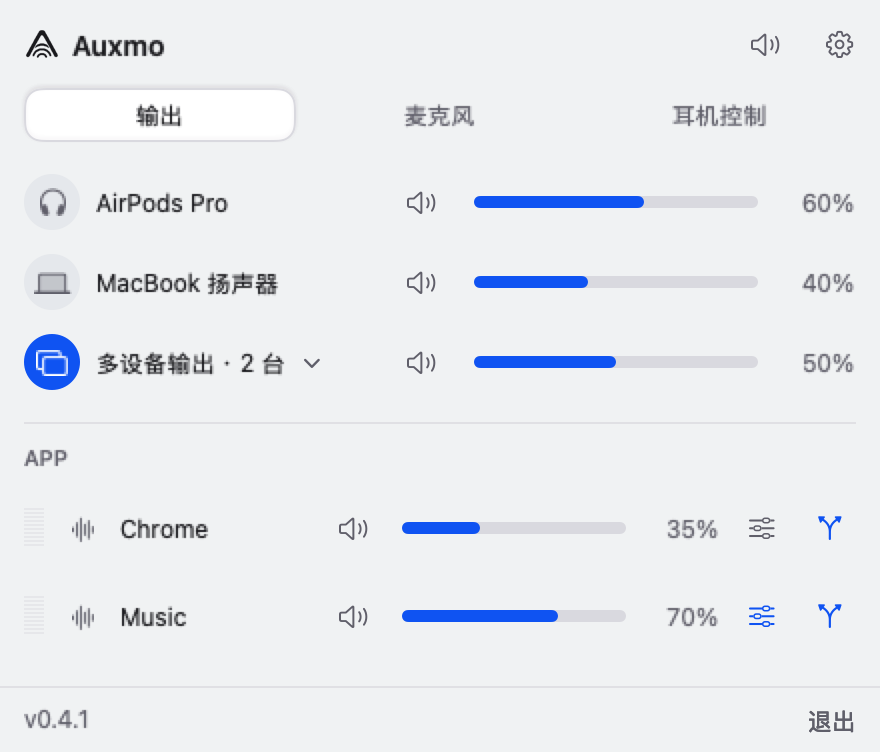 Auxmo
输出 麦克风 耳机控制
AirPods Pro 60%
MacBook 扬声器 40%
多设备输出 · 2 台 50%
APP
Chrome 35%
Music 70%
v0.4.1 退出